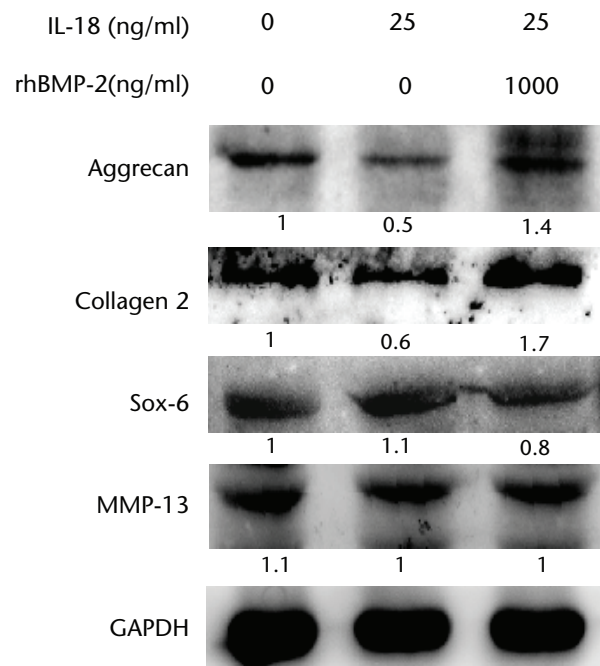 IL-18 (ng/ml) 0 25 25
rhBMP-2(ng/ml) 0 0 1000
Aggrecan
1 0.5 1.4
Collagen 2
1 0.6 1.7
Sox-6
1 1.1 0.8
MMP-13
1.1 1 1
GAPDH